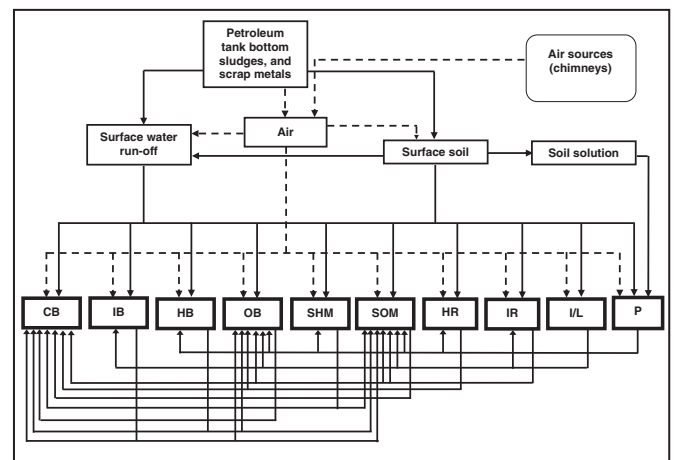 Petroleum
tank bottom
sludges, and
scrap metals
Air sources
(chimneys)
Air
Surface water
run-off
Surface soil
Soil solution
CB
IB
HB
OB
SHM
SOM
HR
IR
I/L
P